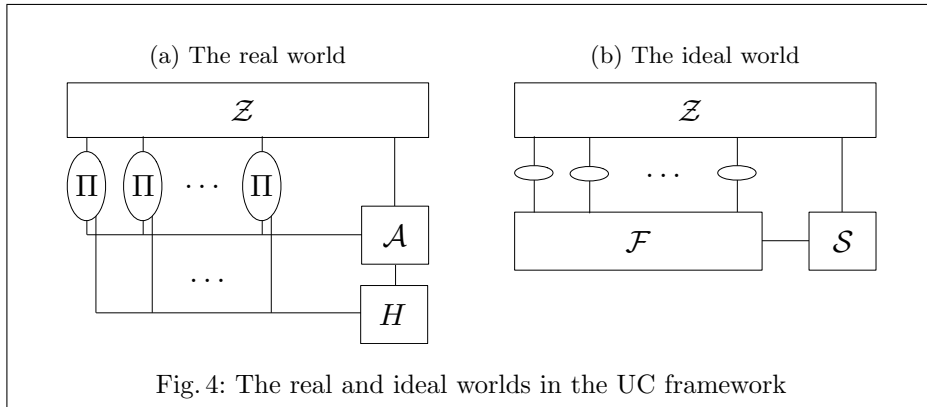 (a) The real world
𝒵
Π Π · · · Π
𝒜
· · ·
H
(b) The ideal world
𝒵
· · ·
ℱ 𝒮
Fig. 4: The real and ideal worlds in the UC framework